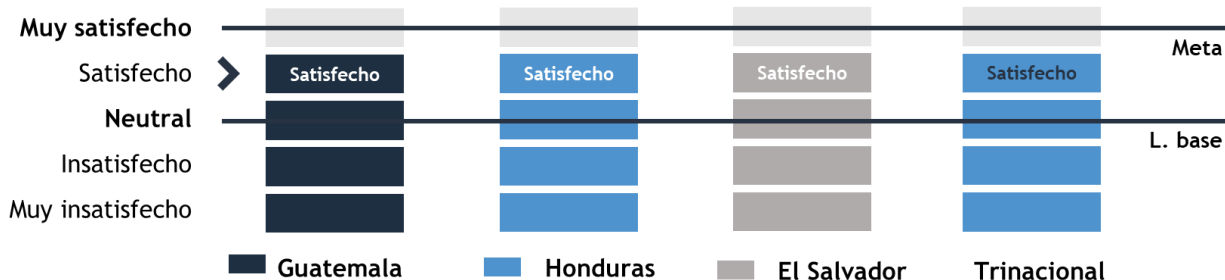 Muy satisfecho
Meta
Satisfecho Satisfecho Satisfecho Satisfecho Satisfecho
Neutral
L. base
Insatisfecho
Muy insatisfecho
Guatemala Honduras El Salvador Trinacional